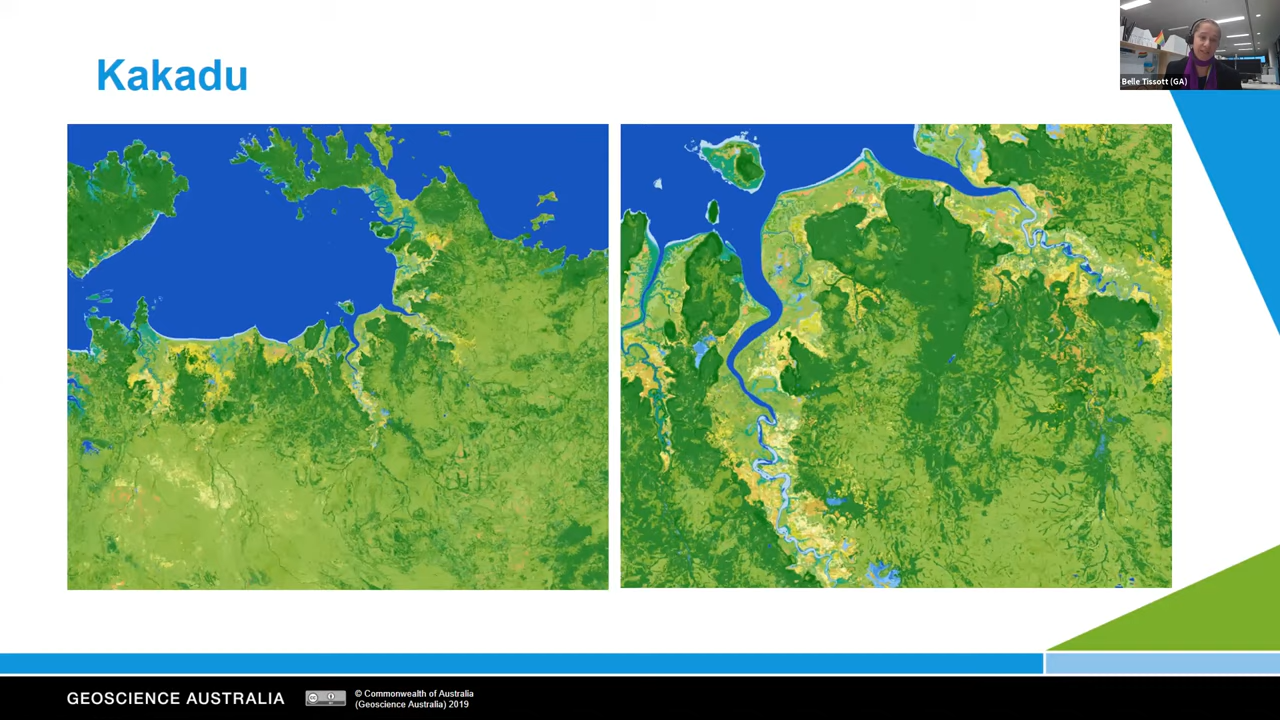 Kakadu
Belle Tissott (GA)
GEOSCIENCE AUSTRALIA
© Commonwealth of Australia
(Geoscience Australia) 2019